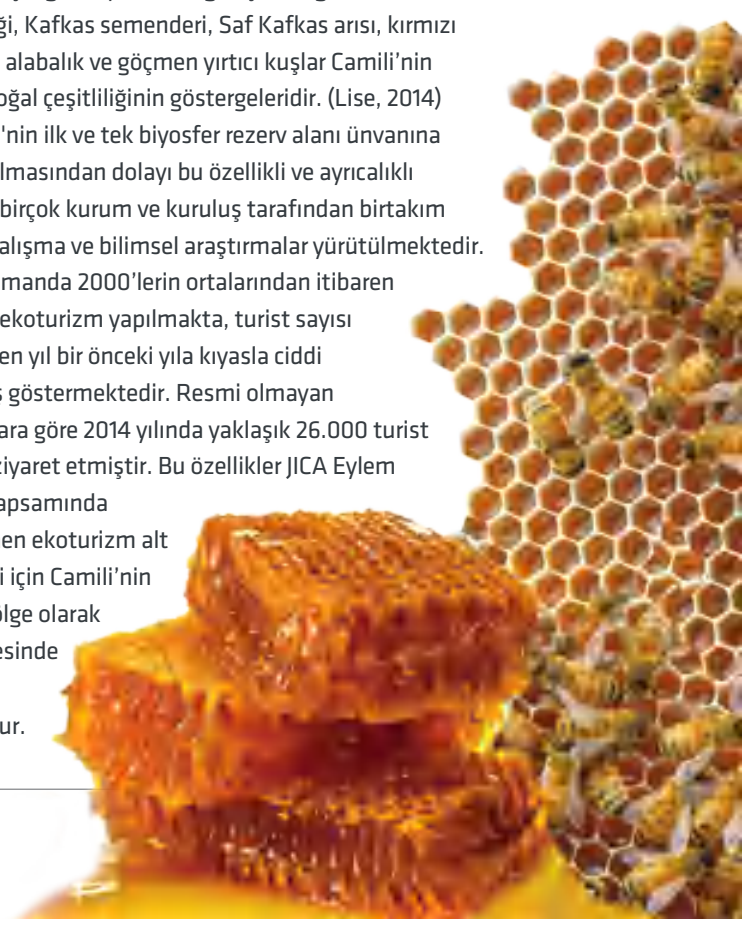 ği, Kafkas semenderi, Saf Kafkas arısı, kırmızı
alabalık ve göçmen yırtıcı kuşlar Camili’nin
oğal çeşitliliğinin göstergeleridir. (Lise, 2014)
'nin ilk ve tek biyosfer rezerv alanı ünvanına
lmasından dolayı bu özellikli ve ayrıcalıklı
birçok kurum ve kuruluş tarafından birtakım
alışma ve bilimsel araştırmalar yürütülmektedir.
manda 2000’lerin ortalarından itibaren
ekoturizm yapılmakta, turist sayısı
en yıl bir önceki yıla kıyasla ciddi
ş göstermektedir. Resmi olmayan
ara göre 2014 yılında yaklaşık 26.000 turist
ziyaret etmiştir. Bu özellikler JICA Eylem
apsamında
en ekoturizm alt
i için Camili’nin
ölge olarak
esinde
ur.